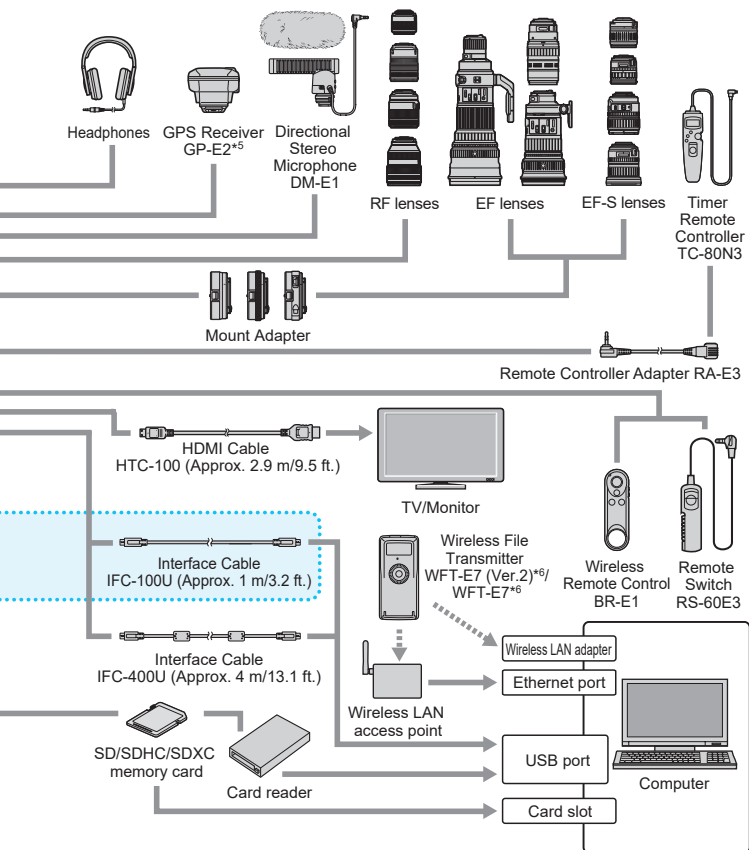 Headphones
GPS Receiver
GP-E2*5
Directional
Stereo
Microphone
DM-E1
RF lenses
EF lenses
EF-S lenses
Timer
Remote
Controller
TC-80N3
Mount Adapter
Remote Controller Adapter RA-E3
HDMI Cable
HTC-100 (Approx. 2.9 m/9.5 ft.)
TV/Monitor
Interface Cable
IFC-100U (Approx. 1 m/3.2 ft.)
Wireless File
Transmitter
WFT-E7 (Ver.2)*6/
WFT-E7*6
Wireless
Remote Control
BR-E1
Remote
Switch
RS-60E3
Interface Cable
IFC-400U (Approx. 4 m/13.1 ft.)
Wireless LAN
access point
Wireless LAN adapter
Ethernet port
SD/SDHC/SDXC
memory card
Card reader
USB port
Card slot
Computer